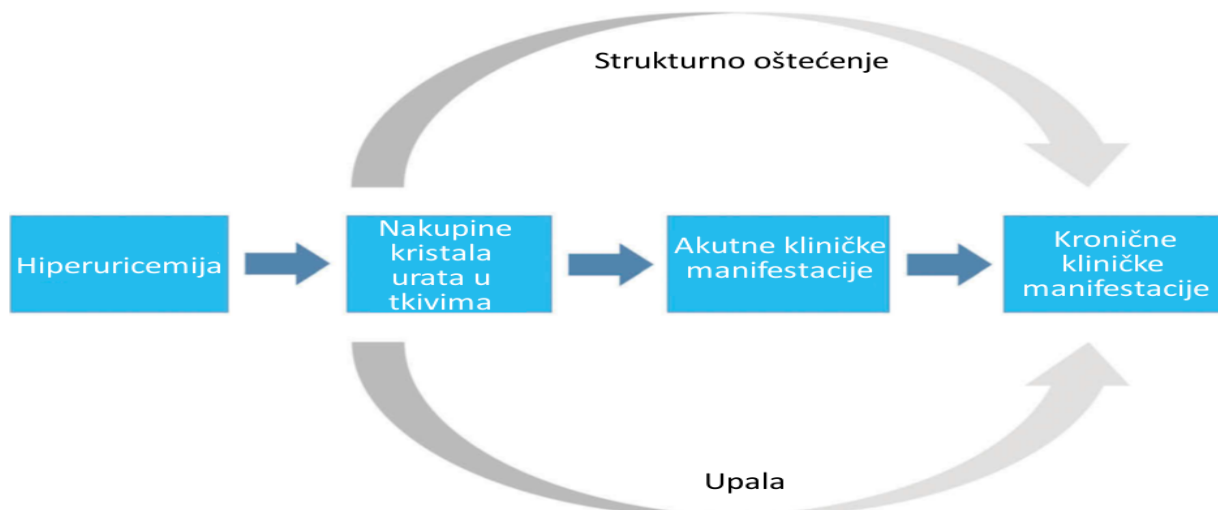 Strukturno oštećenje
Hiperuricemija
Nakupine
kristala
urata u
tkivima
Akutne kliničke
manifestacije
Kronične
kliničke
manifestacije
Upala